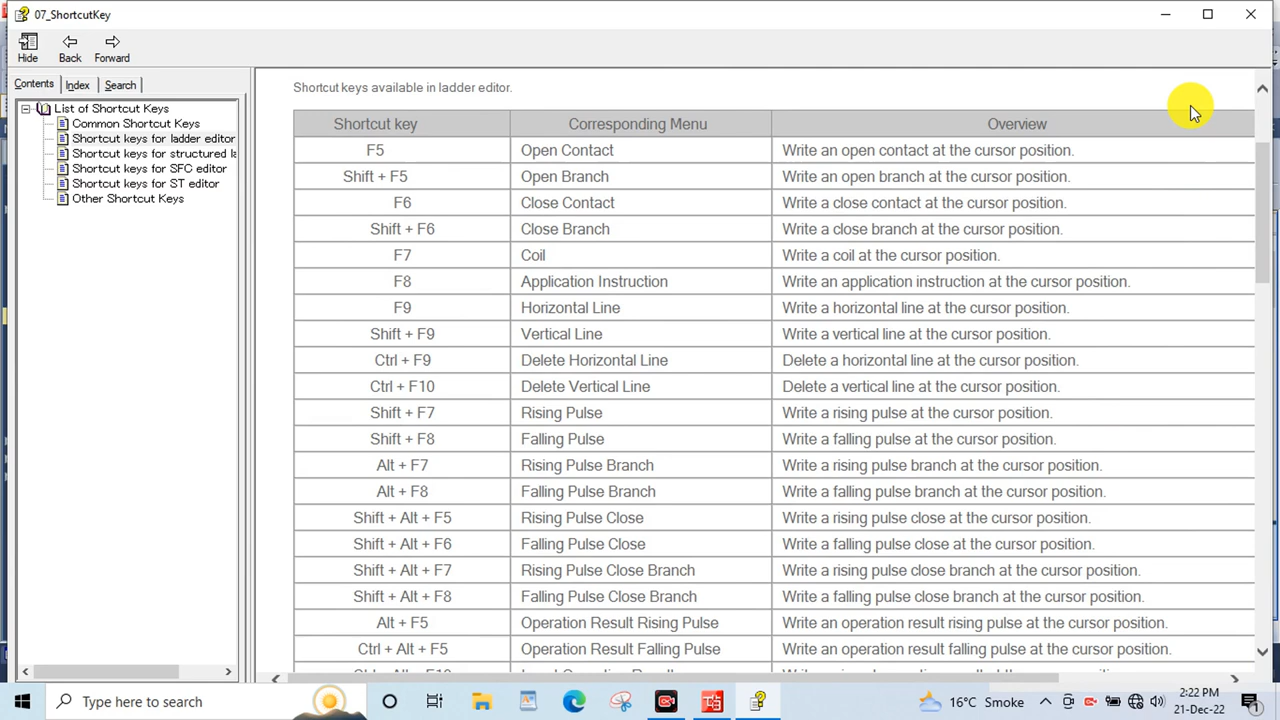 07_ShortcutKey
Hide Back Forward
Contents Index Search
List of Shortcut Keys
Common Shortcut Keys
Shortcut keys for ladder editor
Shortcut keys for structured
Shortcut keys for SFC editor
Shortcut keys for ST editor
Other Shortcut Keys
Shortcut keys available in ladder editor.
Shortcut key Corresponding Menu Overview
F5 Open Contact Write an open contact at the cursor position.
Shift + F5 Open Branch Write an open branch at the cursor position.
F6 Close Contact Write a close contact at the cursor position.
Shift + F6 Close Branch Write a close branch at the cursor position.
F7 Coil Write a coil at the cursor position.
F8 Application Instruction Write an application instruction at the cursor position.
F9 Horizontal Line Write a horizontal line at the cursor position.
Shift + F9 Vertical Line Write a vertical line at the cursor position.
Ctrl + F9 Delete Horizontal Line Delete a horizontal line at the cursor position.
Ctrl + F10 Delete Vertical Line Delete a vertical line at the cursor position.
Shift + F7 Rising Pulse Write a rising pulse at the cursor position.
Shift + F8 Falling Pulse Write a falling pulse at the cursor position.
Alt + F7 Rising Pulse Branch Write a rising pulse branch at the cursor position.
Alt + F8 Falling Pulse Branch Write a falling pulse branch at the cursor position.
Shift + Alt + F5 Rising Pulse Close Write a rising pulse close at the cursor position.
Shift + Alt + F6 Falling Pulse Close Write a falling pulse close at the cursor position.
Shift + Alt + F7 Rising Pulse Close Branch Write a rising pulse close branch at the cursor position.
Shift + Alt + F8 Falling Pulse Close Branch Write a falling pulse close branch at the cursor position.
Alt + F5 Operation Result Rising Pulse Write an operation result rising pulse at the cursor position.
Ctrl + Alt + F5 Operation Result Falling Pulse Write an operation result falling pulse at the cursor position.
Type here to search
16°C Smoke
2:22 PM
21-Dec-22